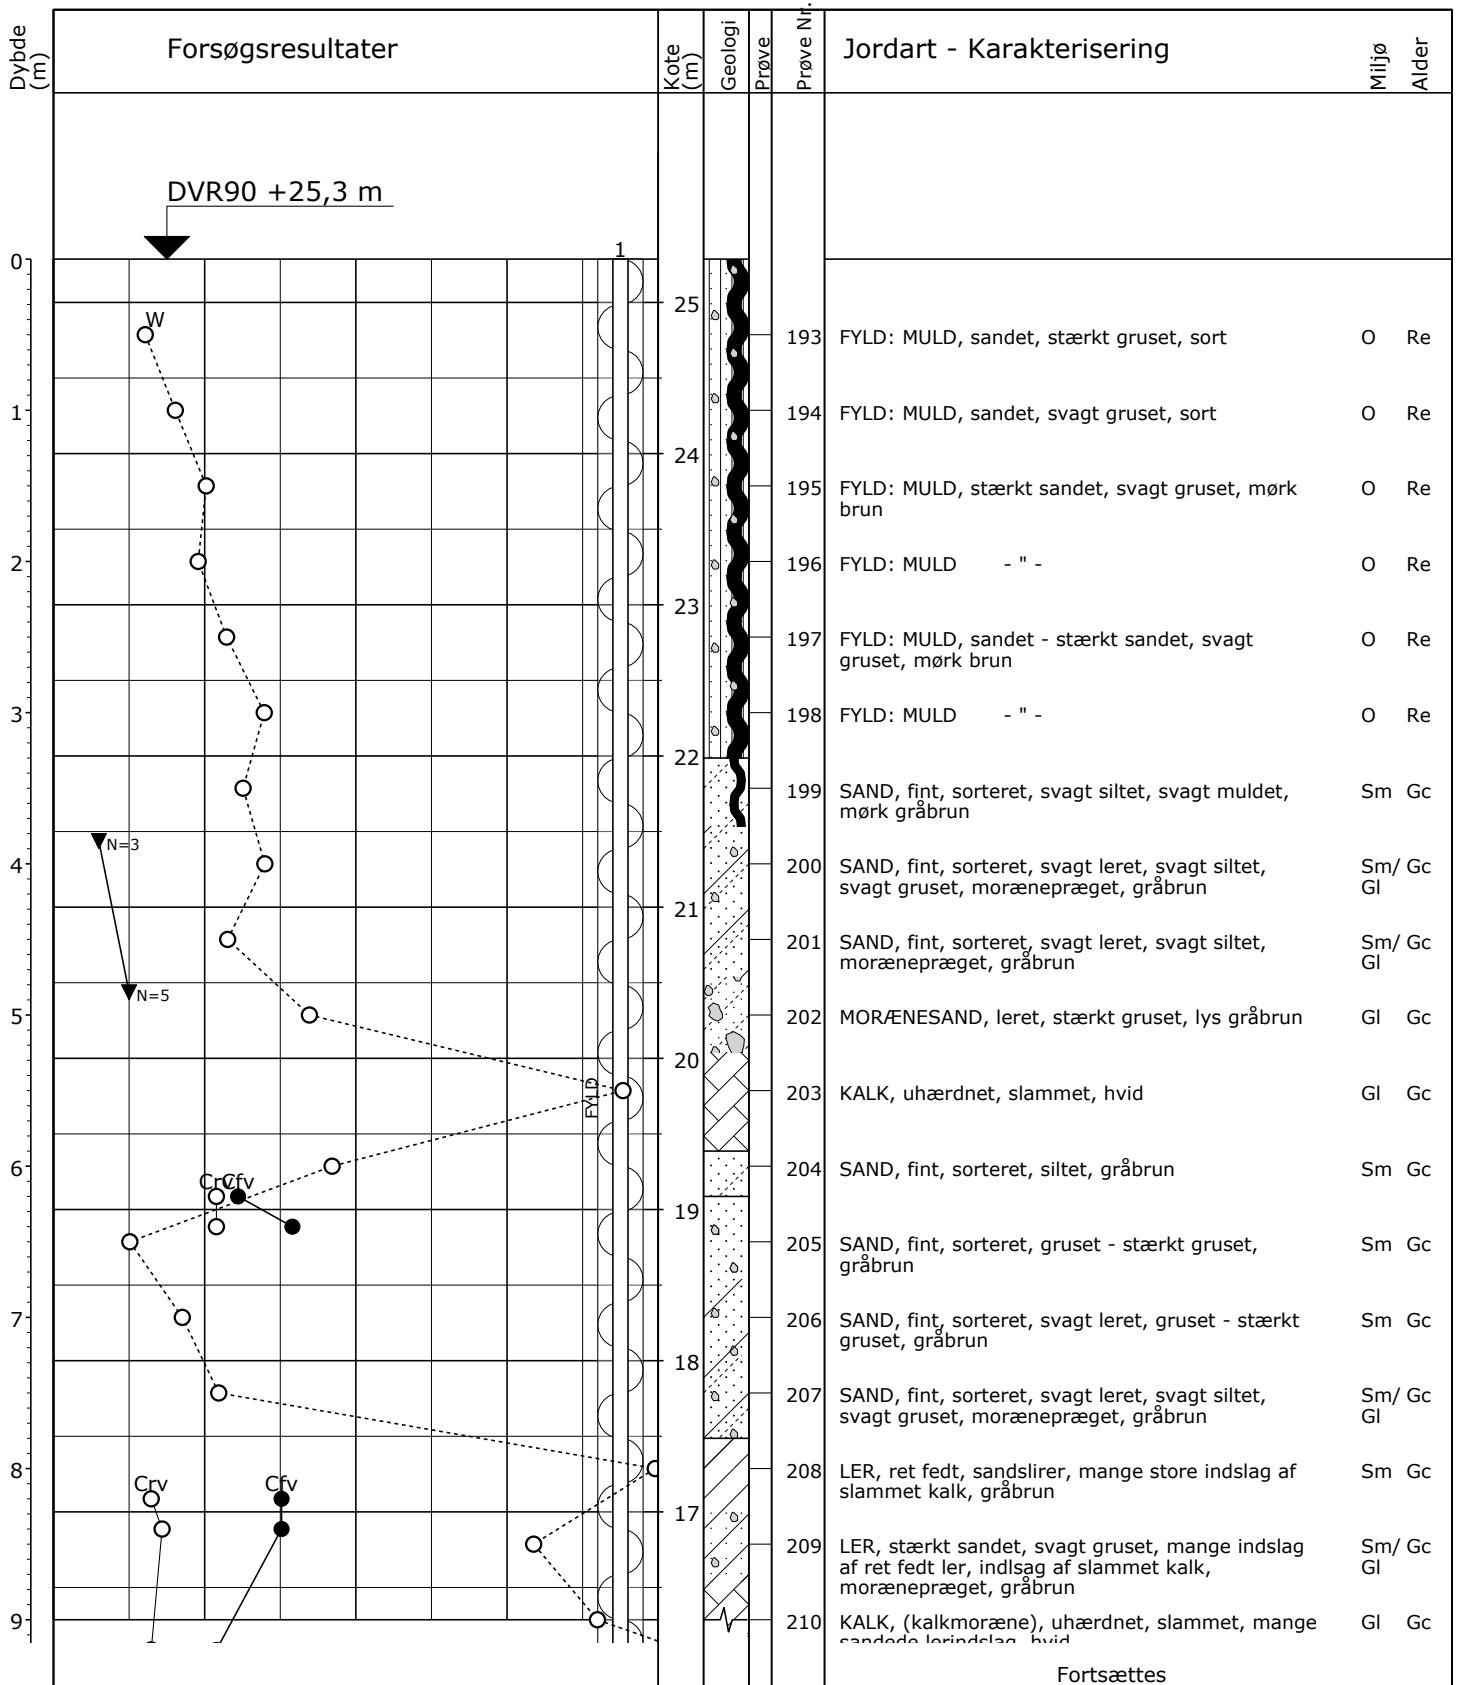 Dybde (m)
Forsøgsresultater
Kote (m)
Geologi
Prøve
Prøve Nr.
Jordart - Karakterisering
Miljø
Alder
DVR90 +25,3 m
1
0
25
W
193 FYLD: MULD, sandet, stærkt gruset, sort O Re
1
194 FYLD: MULD, sandet, svagt gruset, sort O Re
24
195 FYLD: MULD, stærkt sandet, svagt gruset, mørk O Re
brun
2
196 FYLD: MULD - " - O Re
23
197 FYLD: MULD, sandet - stærkt sandet, svagt O Re
gruset, mørk brun
3
198 FYLD: MULD - " - O Re
22
199 SAND, fint, sorteret, svagt siltet, svagt muldet, Sm Gc
mørk gråbrun
N=3
4
200 SAND, fint, sorteret, svagt leret, svagt siltet, Sm/ Gc
svagt gruset, morænepræget, gråbrun Gl
21
201 SAND, fint, sorteret, svagt leret, svagt siltet, Sm/ Gc
morænepræget, gråbrun Gl
N=5
5
202 MORÆNESAND, leret, stærkt gruset, lys gråbrun Gl Gc
20
FYLD
203 KALK, uhærdnet, slammet, hvid Gl Gc
6
204 SAND, fint, sorteret, siltet, gråbrun Sm Gc
Crv Cfv
19
205 SAND, fint, sorteret, gruset - stærkt gruset, Sm Gc
gråbrun
7
206 SAND, fint, sorteret, svagt leret, gruset - stærkt Sm Gc
gruset, gråbrun
18
207 SAND, fint, sorteret, svagt leret, svagt siltet, Sm/ Gc
svagt gruset, morænepræget, gråbrun Gl
8
208 LER, ret fedt, sandslirer, mange store indslag af Sm Gc
slammet kalk, gråbrun
Crv Cfv
17
209 LER, stærkt sandet, svagt gruset, mange indslag Sm/ Gc
af ret fedt ler, indlsag af slammet kalk, Gl
morænepræget, gråbrun
9
210 KALK, (kalkmoræne), uhærdnet, slammet, mange Gl Gc
sandede lerindslag, hvid
Fortsættes